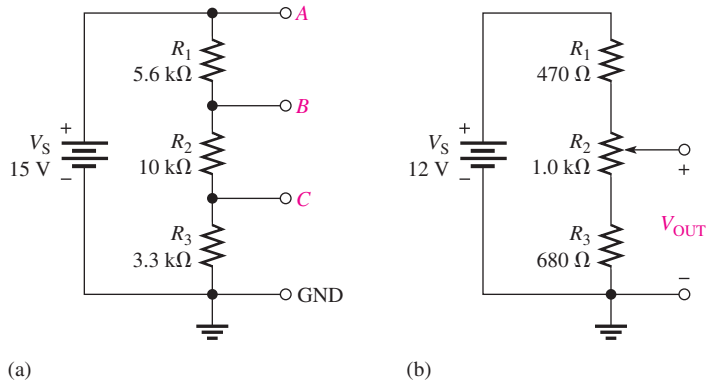 A
R1
5.6 kΩ
B
VS
15 V
+
−
R2
10 kΩ
C
R3
3.3 kΩ
GND
(a)
R1
470 Ω
VS
12 V
+
−
R2
1.0 kΩ
+
VOUT
R3
680 Ω
−
(b)